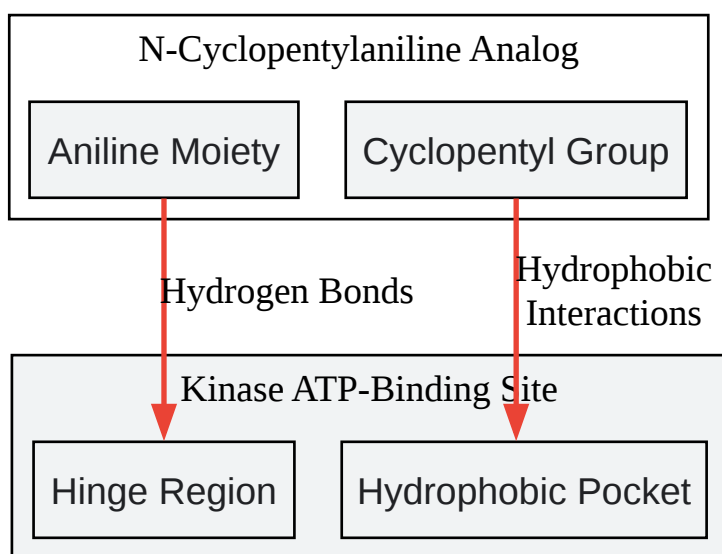 N-Cyclopentylaniline Analog
Aniline Moiety
Cyclopentyl Group
Hydrogen Bonds
Hydrophobic
Interactions
Kinase ATP-Binding Site
Hinge Region
Hydrophobic Pocket